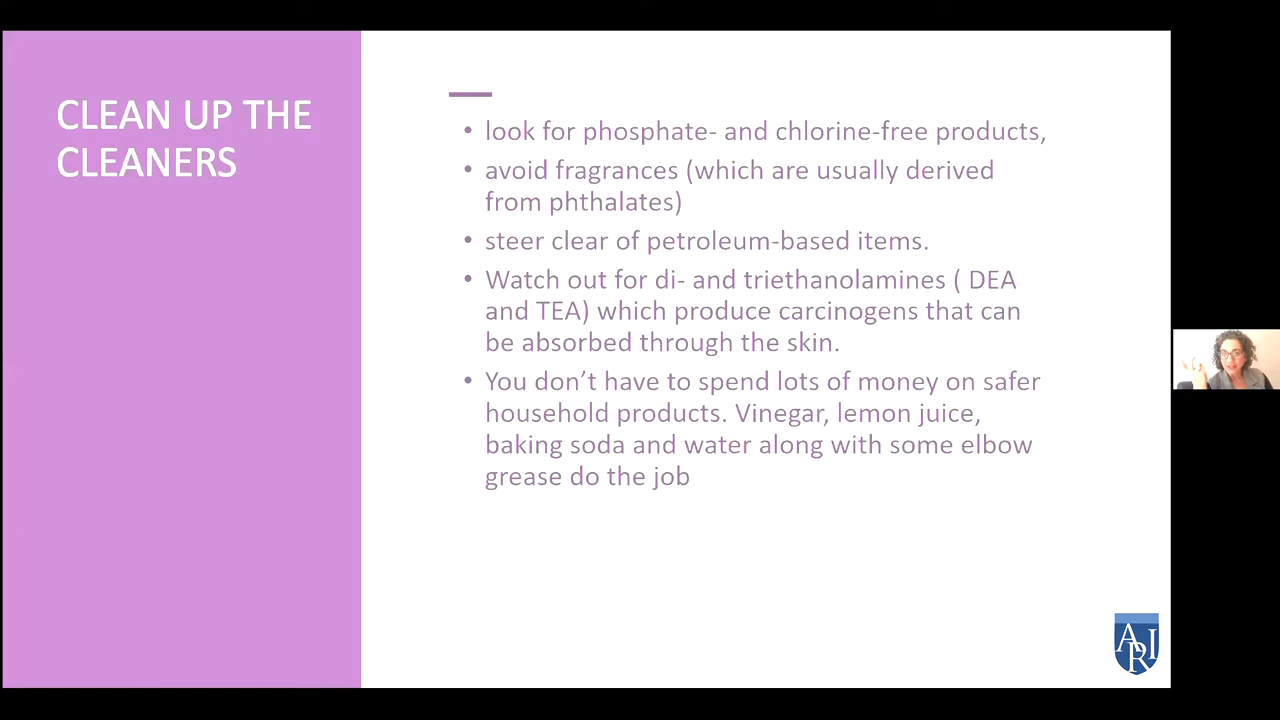 CLEAN UP THE
CLEANERS
• look for phosphate- and chlorine-free products,
• avoid fragrances (which are usually derived
from phthalates)
• steer clear of petroleum-based items.
• Watch out for di- and triethanolamines ( DEA
and TEA) which produce carcinogens that can
be absorbed through the skin.
• You don’t have to spend lots of money on safer
household products. Vinegar, lemon juice,
baking soda and water along with some elbow
grease do the job
ARI